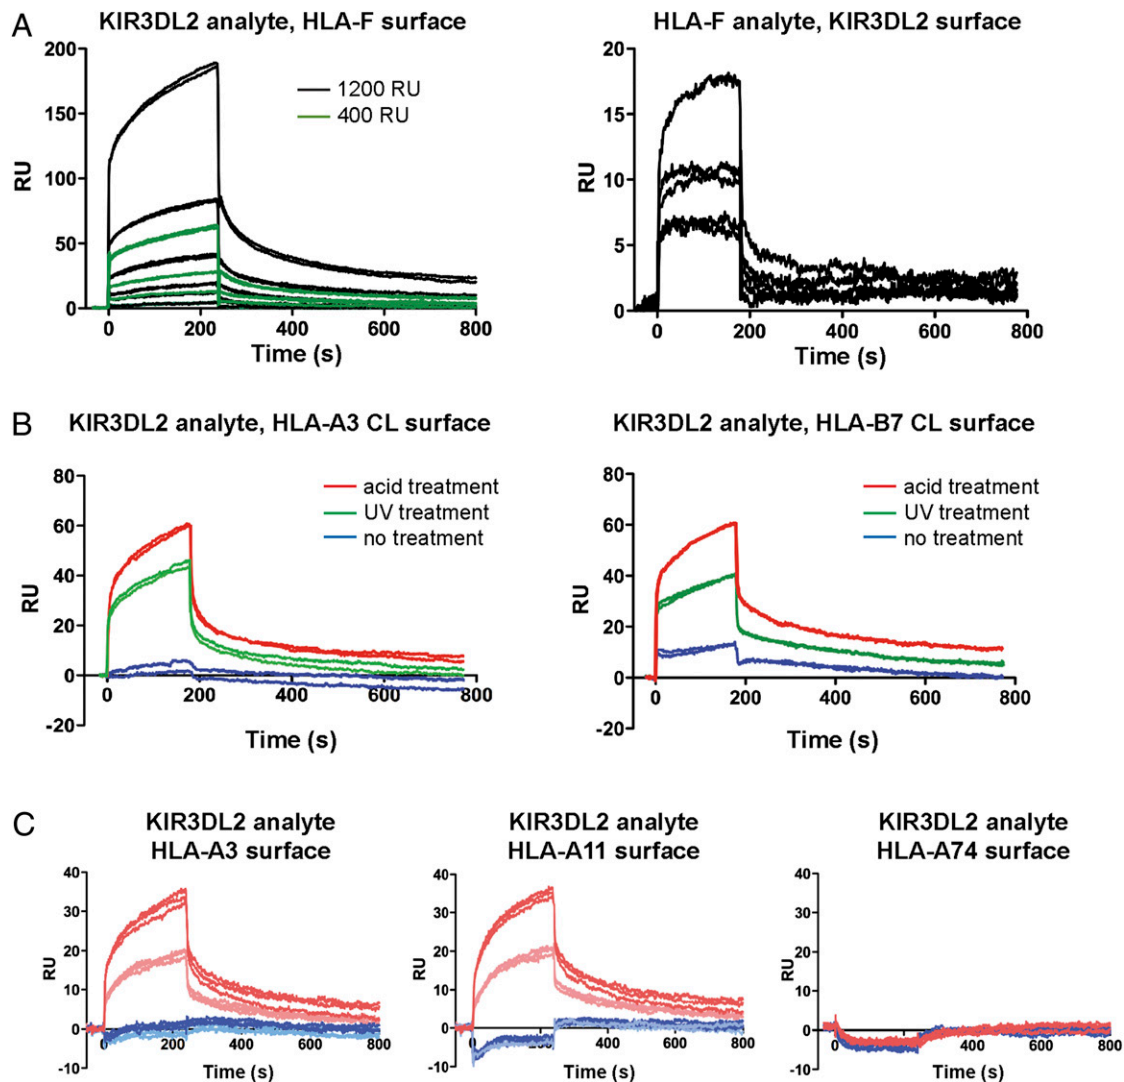 A
KIR3DL2 analyte, HLA-F surface
200
150
100
50
0
RU
1200 RU
400 RU
0 200 400 600 800
Time (s)
HLA-F analyte, KIR3DL2 surface
20
15
10
5
0
RU
0 200 400 600 800
Time (s)
B
KIR3DL2 analyte, HLA-A3 CL surface
80
60
40
20
0
-20
RU
acid treatment
UV treatment
no treatment
0 200 400 600 800
Time (s)
KIR3DL2 analyte, HLA-B7 CL surface
80
60
40
20
0
-20
RU
acid treatment
UV treatment
no treatment
0 200 400 600 800
Time (s)
C
KIR3DL2 analyte
HLA-A3 surface
40
30
20
10
0
-10
RU
0 200 400 600 800
Time (s)
KIR3DL2 analyte
HLA-A11 surface
40
30
20
10
0
-10
RU
0 200 400 600 800
Time (s)
KIR3DL2 analyte
HLA-A74 surface
40
30
20
10
0
-10
RU
0 200 400 600 800
Time (s)